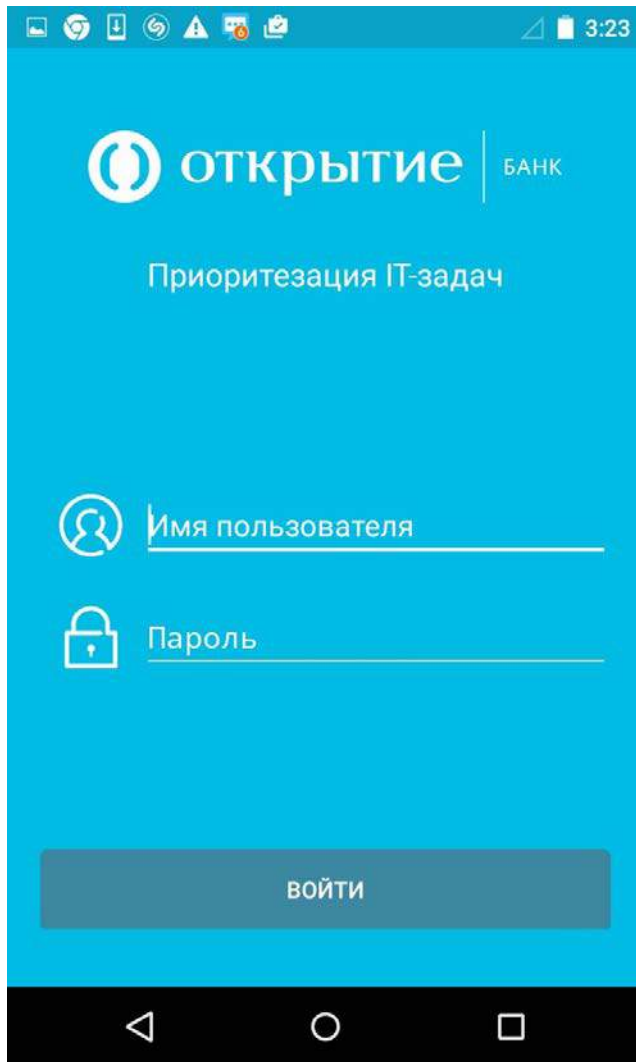 3:23
открытие БАНК
Приоритезация IT-задач
Имя пользователя
Пароль
ВОЙТИ